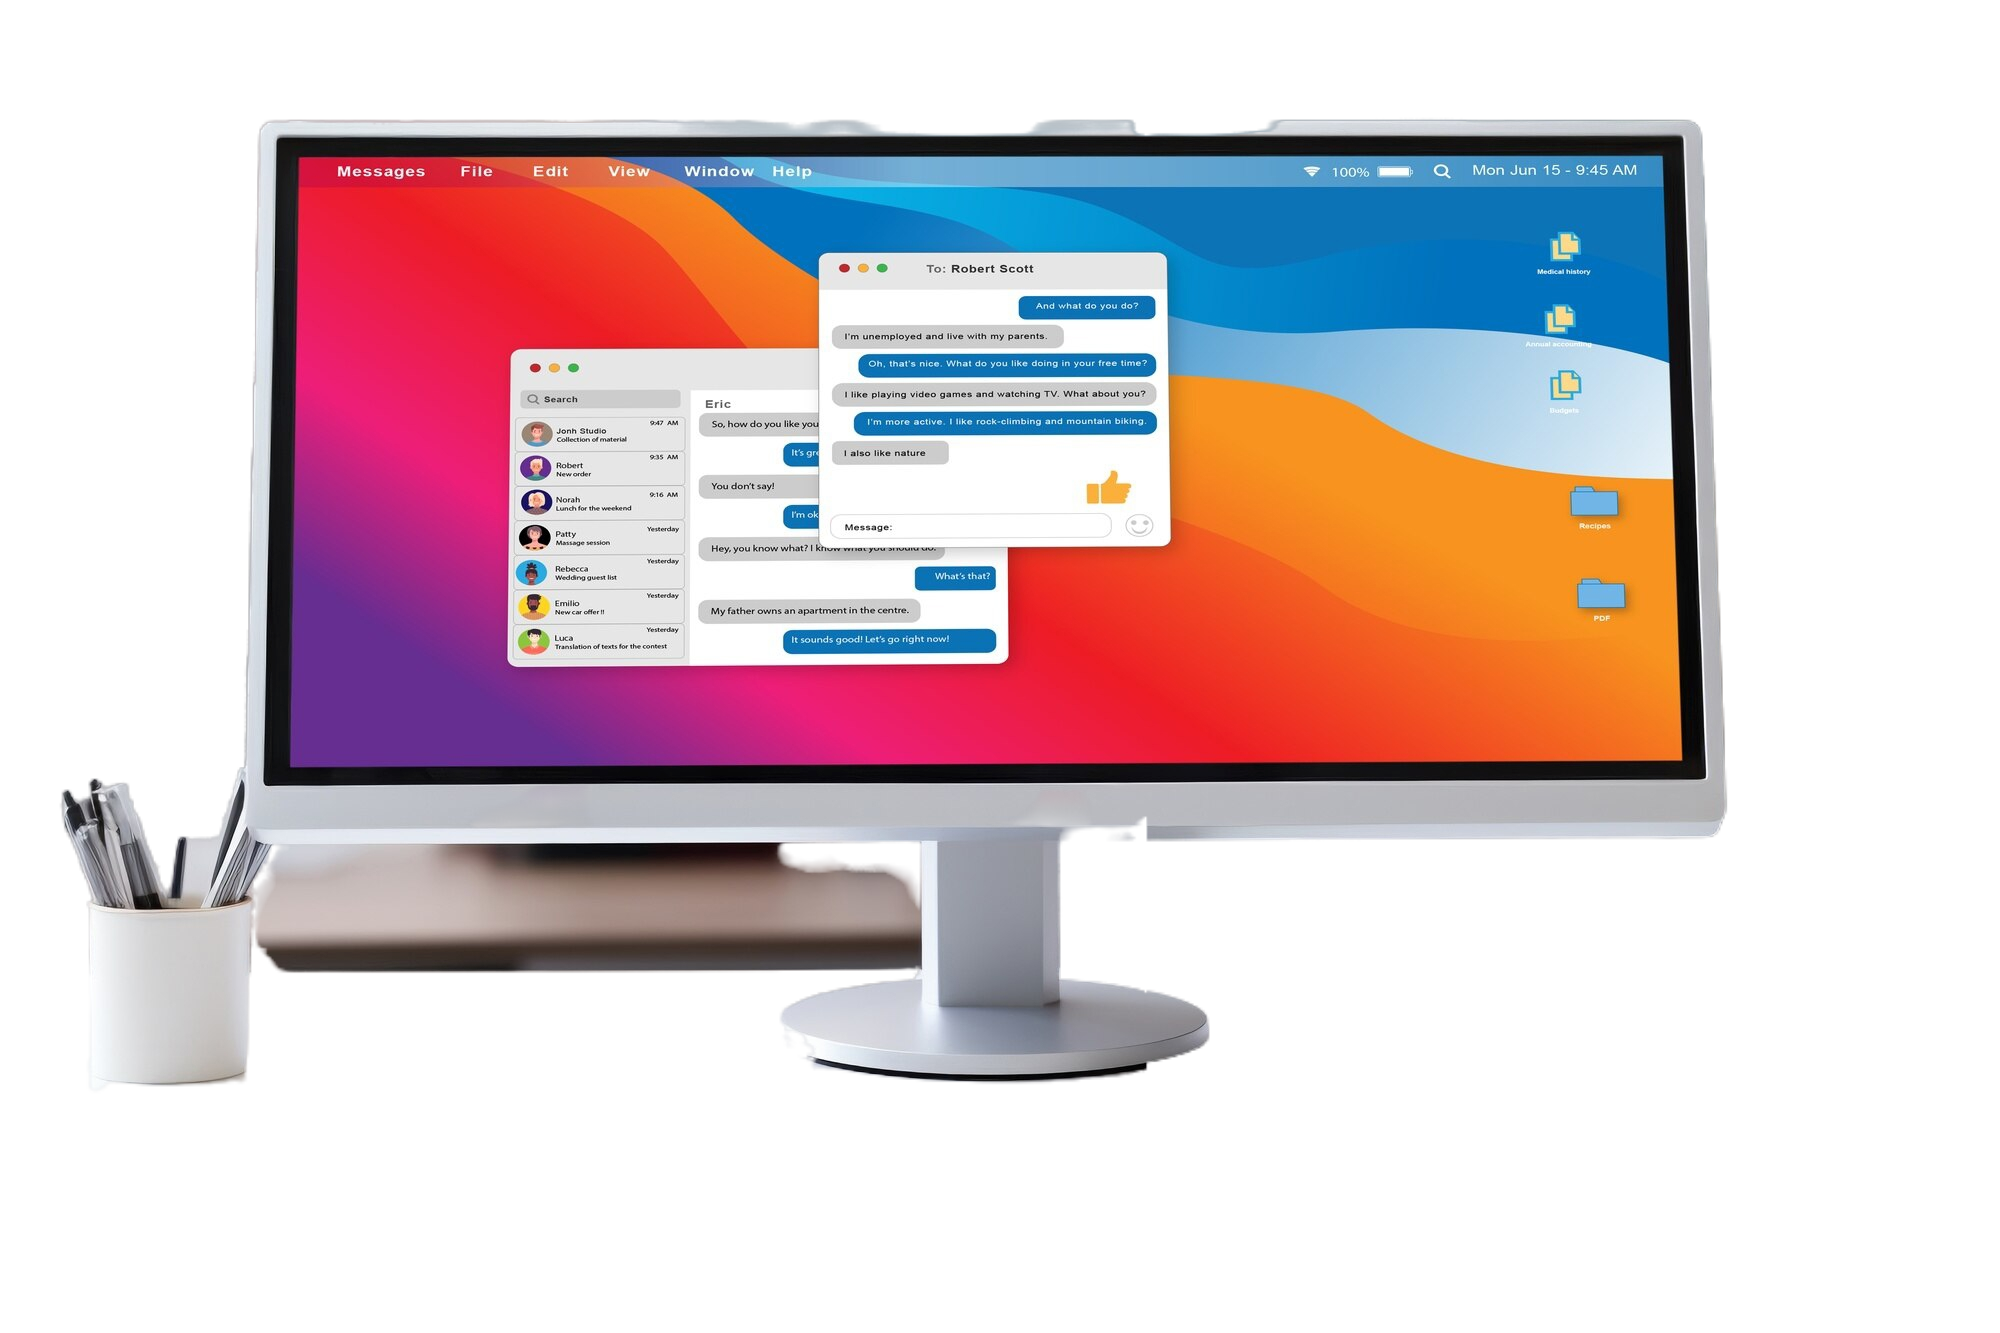 Messages File Edit View Window Help 100% Mon Jun 15 - 9:45 AM
Medical history
Annual accounting
Budgets
Recipes
PDF
To: Robert Scott
And what do you do?
I'm unemployed and live with my parents.
Oh, that's nice. What do you like doing in your free time?
I like playing video games and watching TV. What about you?
I'm more active. I like rock-climbing and mountain biking.
I also like nature
Message:
Search
9:47 AM
Jonh Studio
Collection of material
9:35 AM
Robert
New order
9:16 AM
Norah
Lunch for the weekend
Yesterday
Patty
Massage session
Yesterday
Rebecca
Wedding guest list
Yesterday
Emilio
New car offer !!
Yesterday
Luca
Translation of texts for the contest
Eric
So, how do you like you
It's gre
You don't say!
I'm ok
Hey, you know what? I know what you should do.
What's that?
My father owns an apartment in the centre.
It sounds good! Let's go right now!